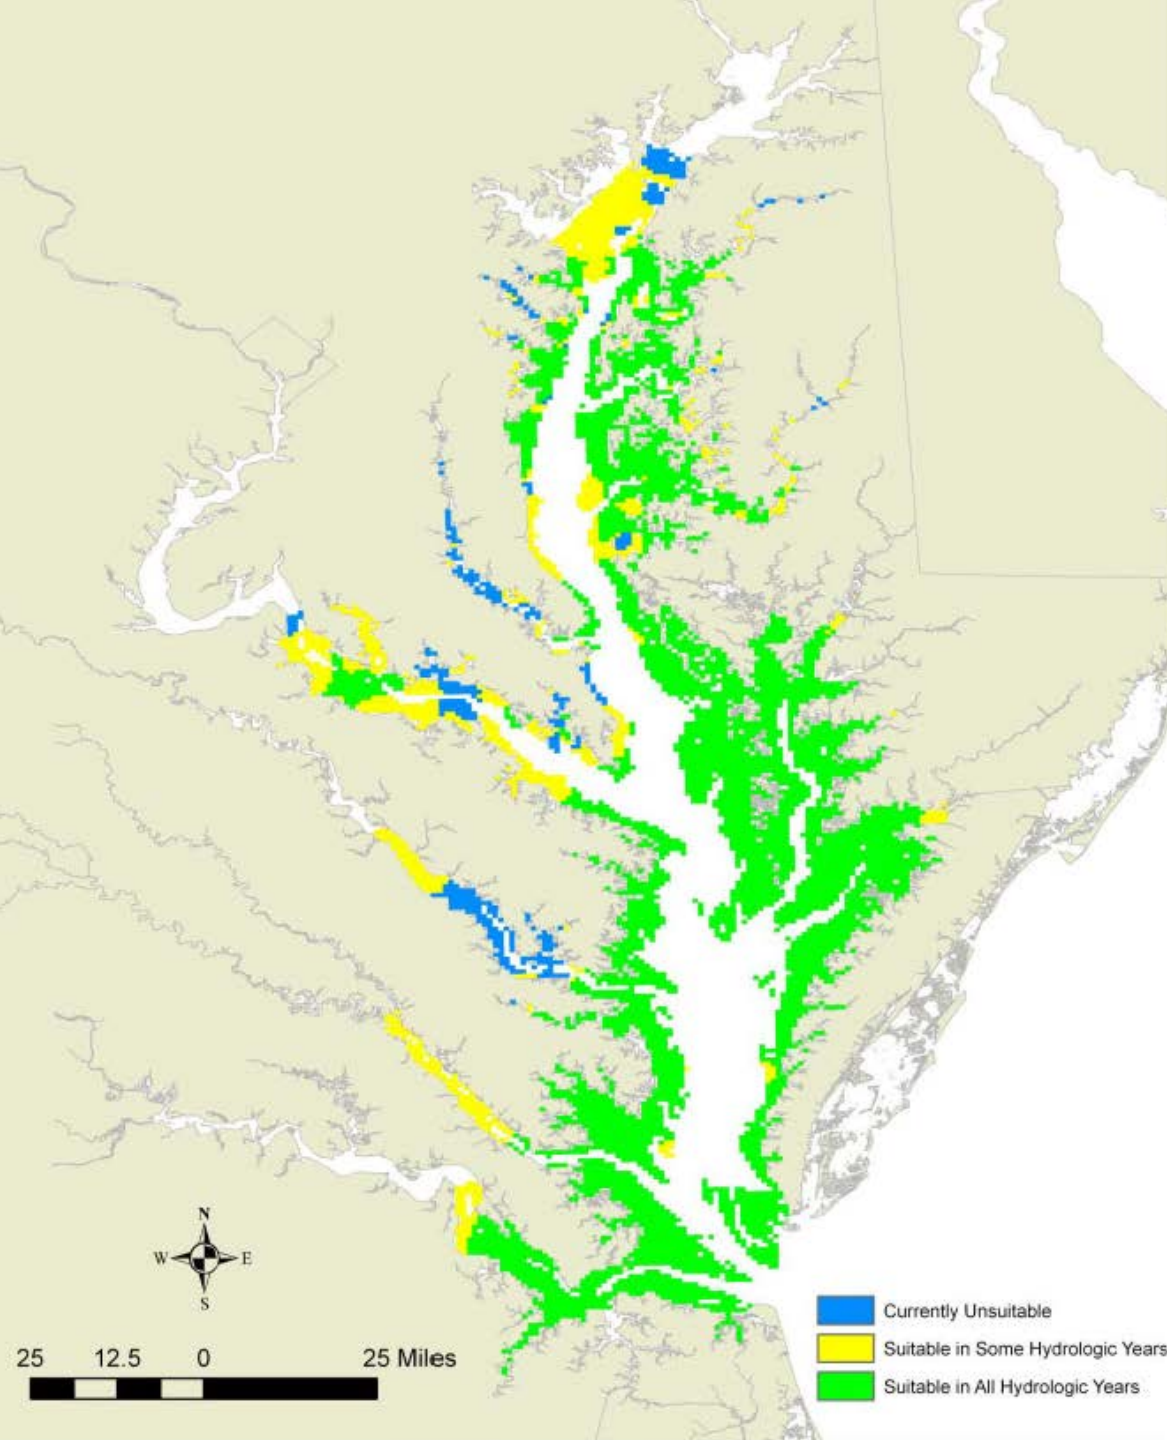 N
W E
S
25 12.5 0 25 Miles
Currently Unsuitable
Suitable in Some Hydrologic Years
Suitable in All Hydrologic Years